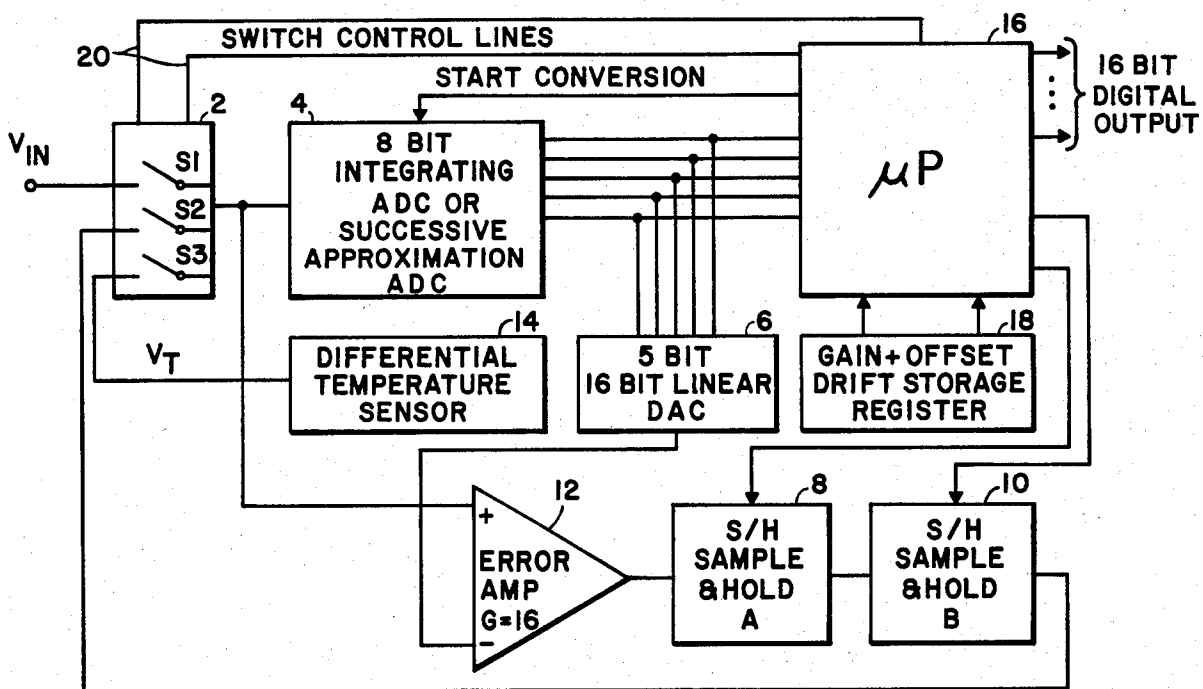 20
SWITCH CONTROL LINES
START CONVERSION
16
16 BIT
DIGITAL
OUTPUT
2
4
VIN
S1
S2
S3
8 BIT
INTEGRATING
ADC OR
SUCCESSIVE
APPROXIMATION
ADC
μP
VT
14
DIFFERENTIAL
TEMPERATURE
SENSOR
6
5 BIT
16 BIT LINEAR
DAC
18
GAIN+OFFSET
DRIFT STORAGE
REGISTER
12
+
ERROR
AMP
G=16
−
8
S/H
SAMPLE
&HOLD
A
10
S/H
SAMPLE
&HOLD
B